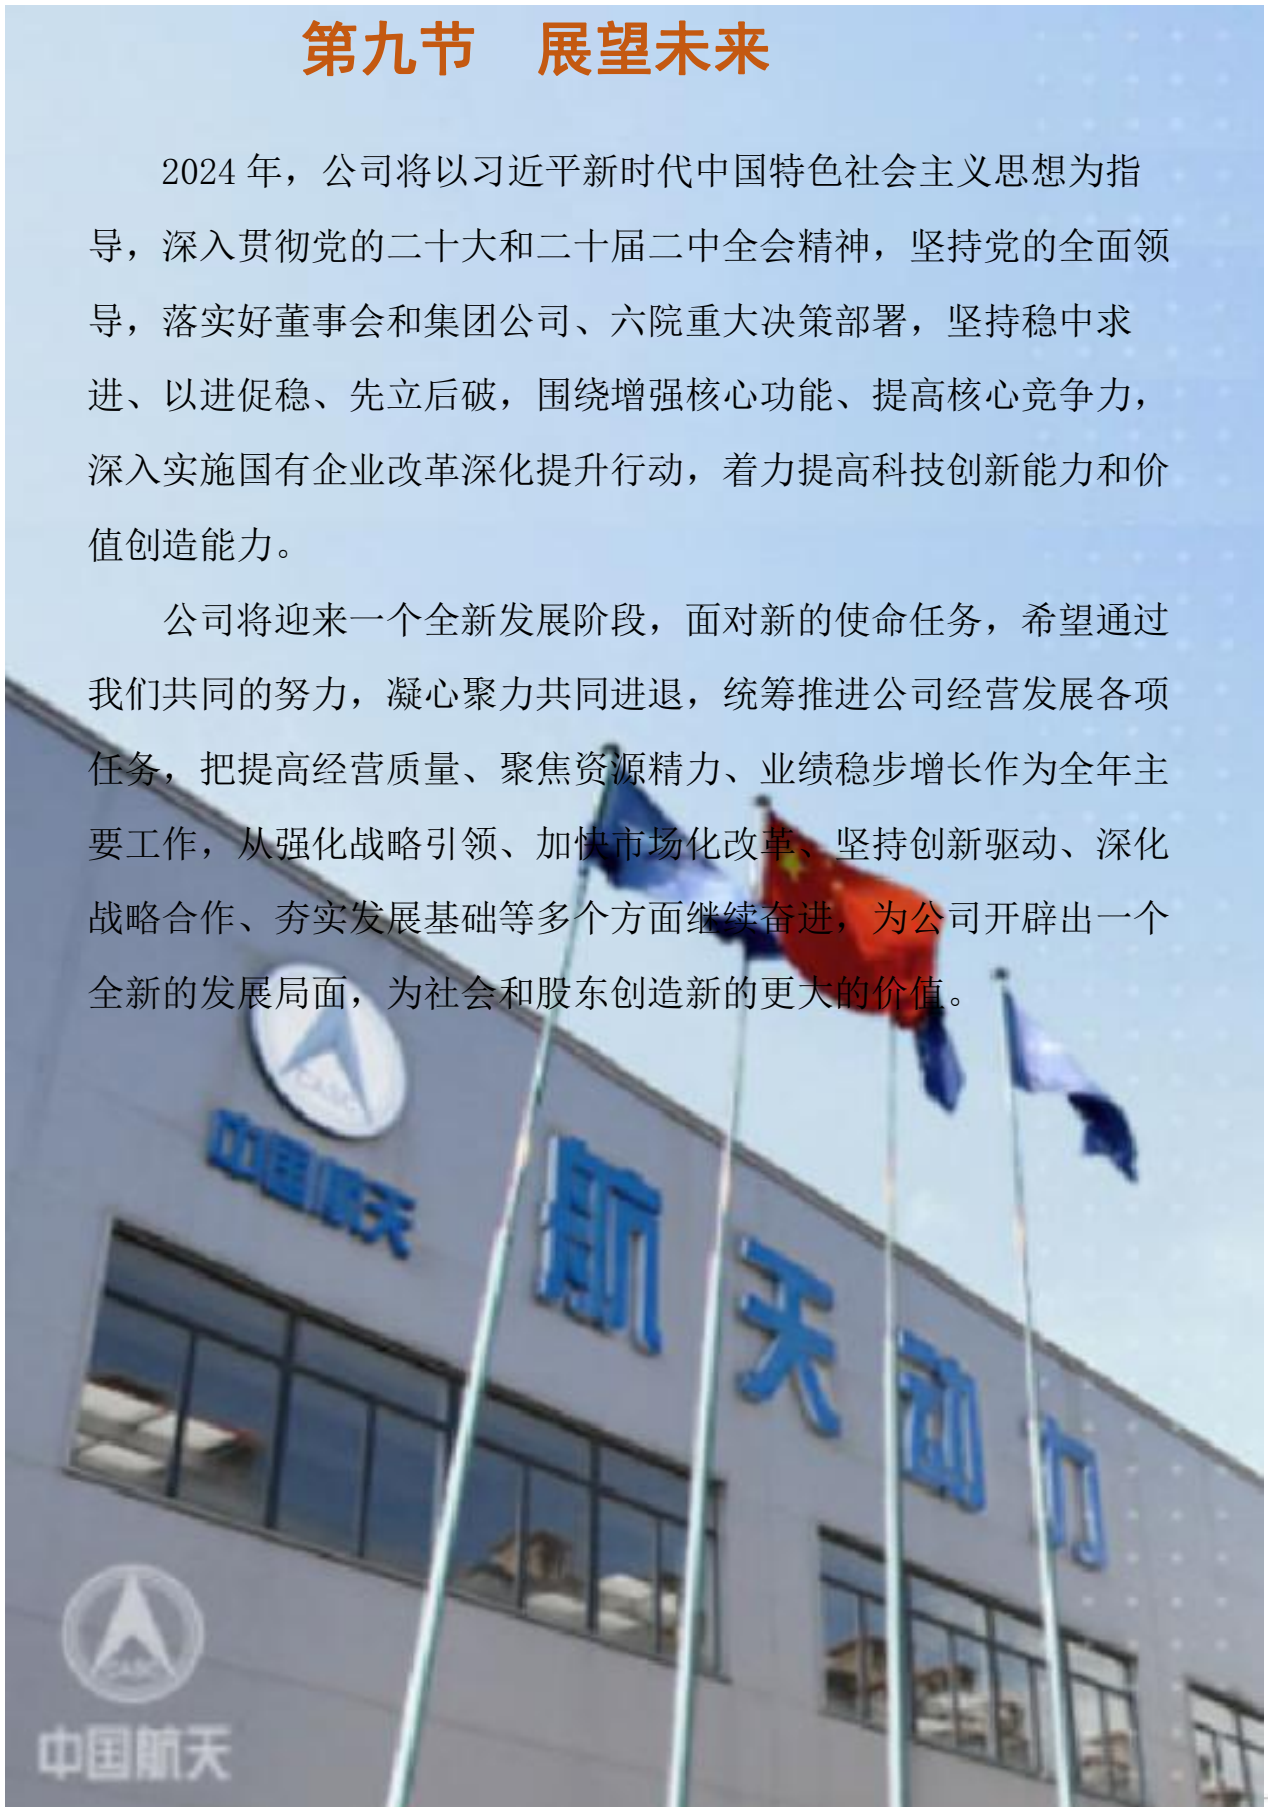 第九节　展望未来
2024 年，公司将以习近平新时代中国特色社会主义思想为指
导，深入贯彻党的二十大和二十届二中全会精神，坚持党的全面领
导，落实好董事会和集团公司、六院重大决策部署，坚持稳中求
进、以进促稳、先立后破，围绕增强核心功能、提高核心竞争力，
深入实施国有企业改革深化提升行动，着力提高科技创新能力和价
值创造能力。
公司将迎来一个全新发展阶段，面对新的使命任务，希望通过
我们共同的努力，凝心聚力共同进退，统筹推进公司经营发展各项
任务，把提高经营质量、聚焦资源精力、业绩稳步增长作为全年主
要工作，从强化战略引领、加快市场化改革、坚持创新驱动、深化
战略合作、夯实发展基础等多个方面继续奋进，为公司开辟出一个
全新的发展局面，为社会和股东创造新的更大的价值。
CASC
中国航天
航天动力
CASC
中国航天